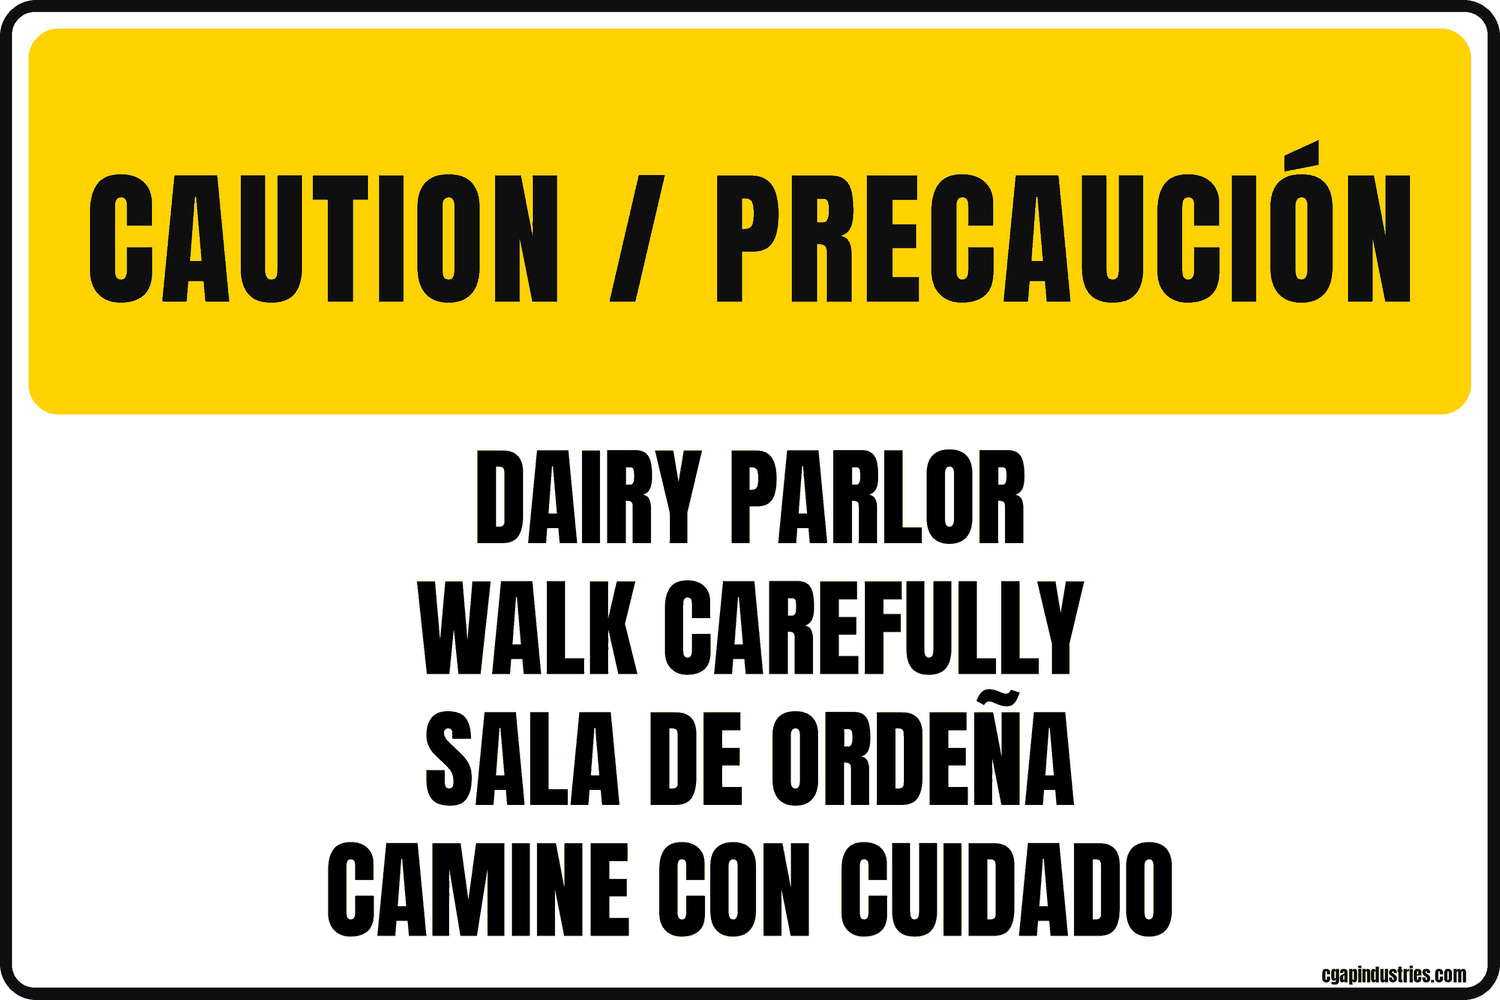 CAUTION / PRECAUCIÓN
DAIRY PARLOR
WALK CAREFULLY
SALA DE ORDEÑA
CAMINE CON CUIDADO
cgapindustries.com